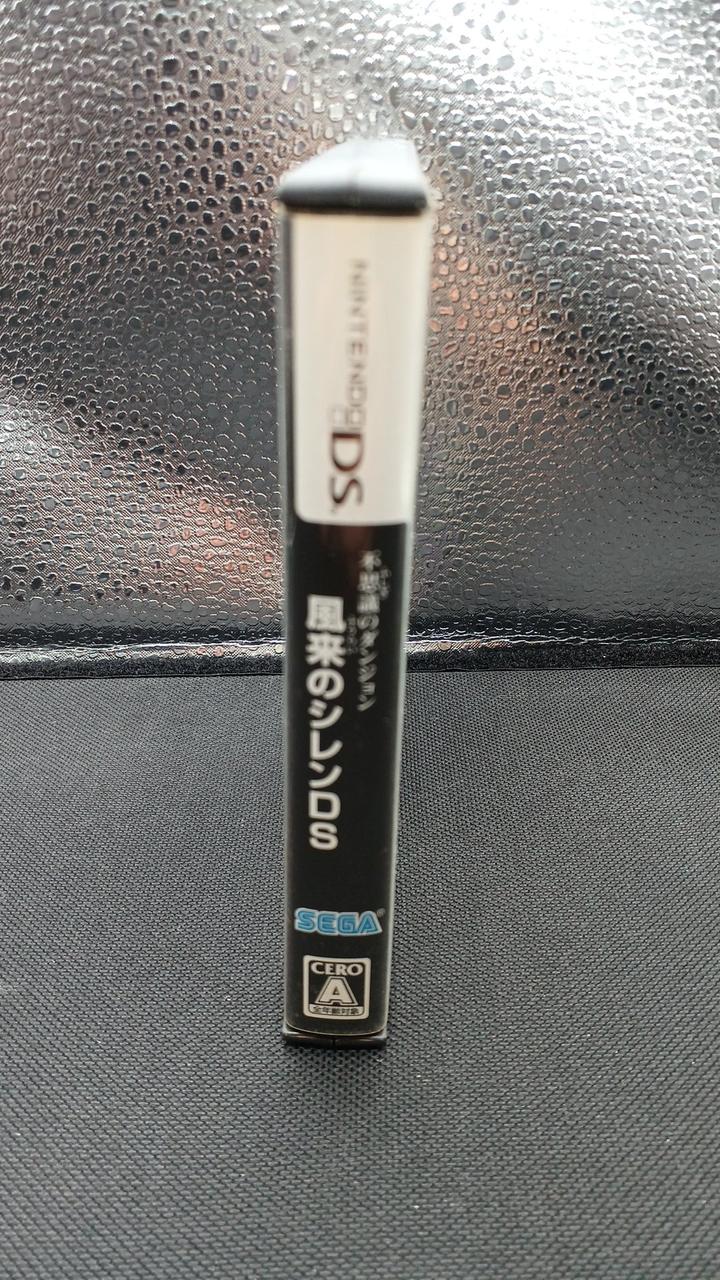 NINTENDO DS
不思議のダンジョン
風来のシレンDS
SEGA
CERO
A
全年齢対象